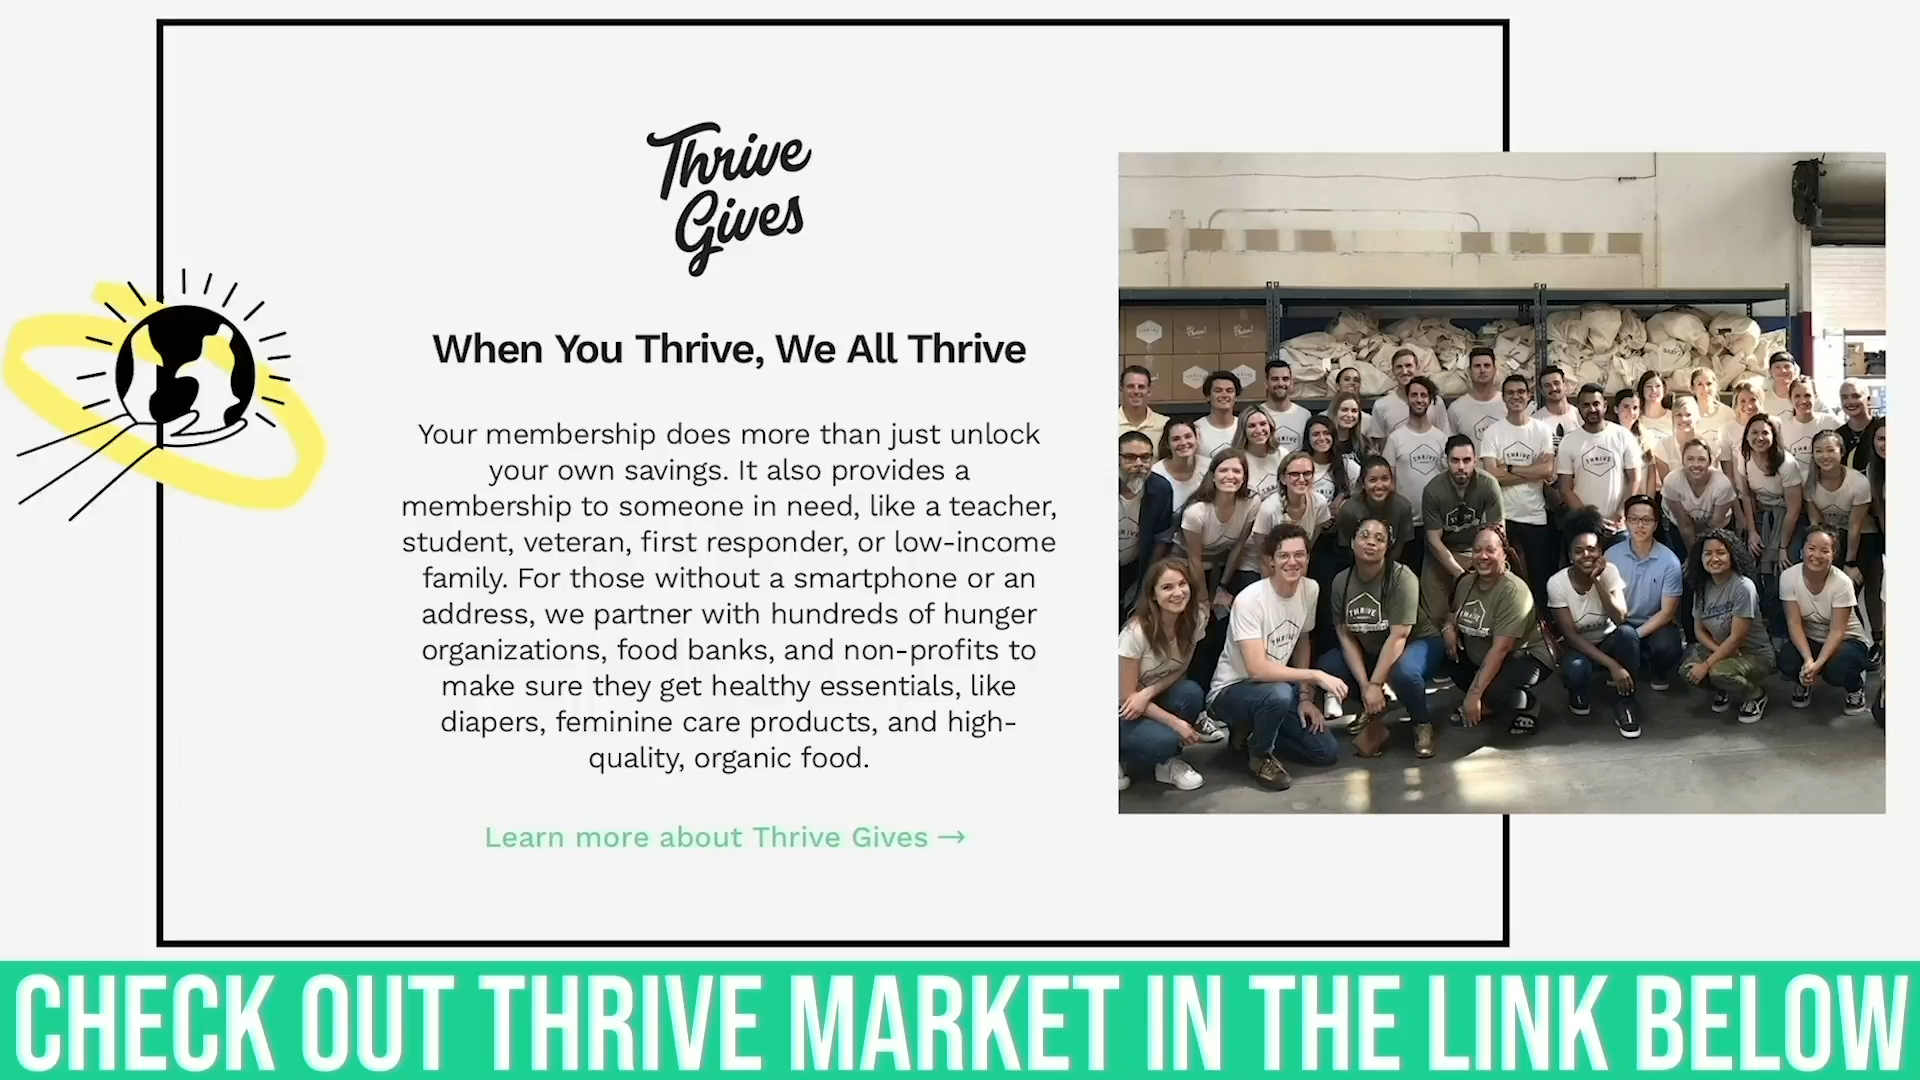 Thrive
Gives
When You Thrive, We All Thrive
Your membership does more than just unlock
your own savings. It also provides a
membership to someone in need, like a teacher,
student, veteran, first responder, or low-income
family. For those without a smartphone or an
address, we partner with hundreds of hunger
organizations, food banks, and non-profits to
make sure they get healthy essentials, like
diapers, feminine care products, and high-
quality, organic food.
Learn more about Thrive Gives →
THRIVE
THRIVE
THRIVE
THRIVE
CHECK OUT THRIVE MARKET IN THE LINK BELOW